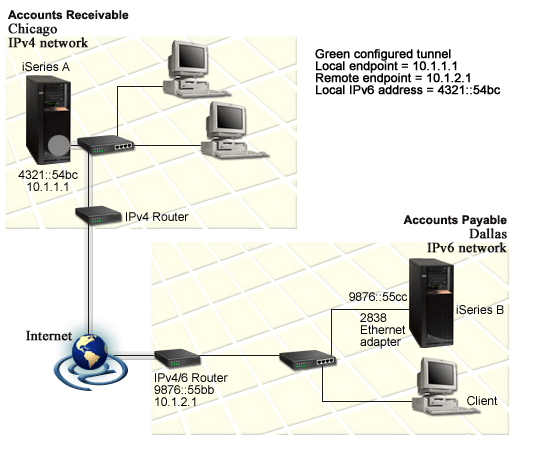 Accounts Receivable
Chicago
IPv4 network
iSeries A
4321::54bc
10.1.1.1
IPv4 Router
Green configured tunnel
Local endpoint = 10.1.1.1
Remote endpoint = 10.1.2.1
Local IPv6 address = 4321::54bc
Accounts Payable
Dallas
IPv6 network
9876::55cc
iSeries B
2838
Ethernet
adapter
Internet
IPv4/6 Router
9876::55bb
10.1.2.1
Client